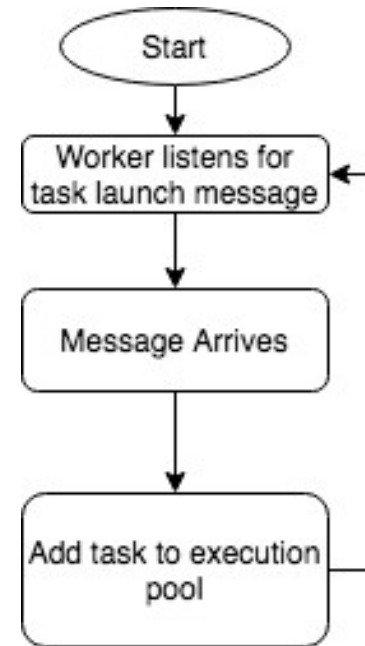 Start
Worker listens for
task launch message
Message Arrives
Add task to execution
pool